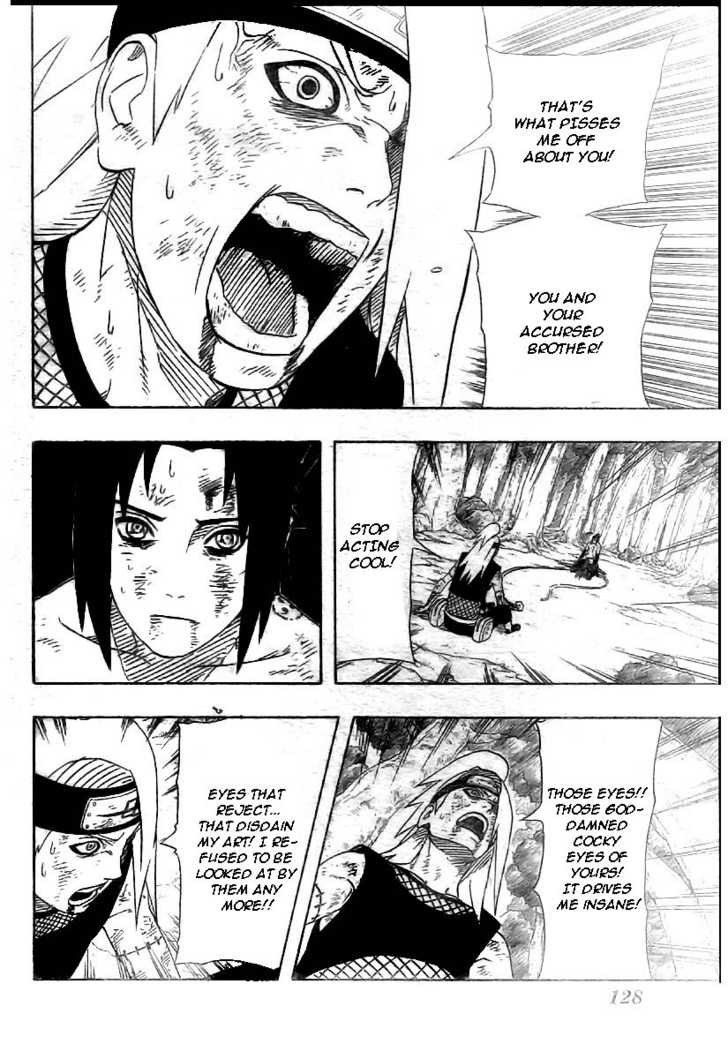 THAT'S
WHAT PISSES
ME OFF
ABOUT YOU!
YOU AND
YOUR
ACCURSED
BROTHER!
STOP
ACTING
COOL!
THOSE EYES!!
THOSE GOD-
DAMNED
COCKY
EYES OF
YOURS!
IT DRIVES
ME INSANE!
EYES THAT
REJECT...
THAT DISDAIN
MY ART! I RE-
FUSED TO BE
LOOKED AT BY
THEM ANY
MORE!!
128